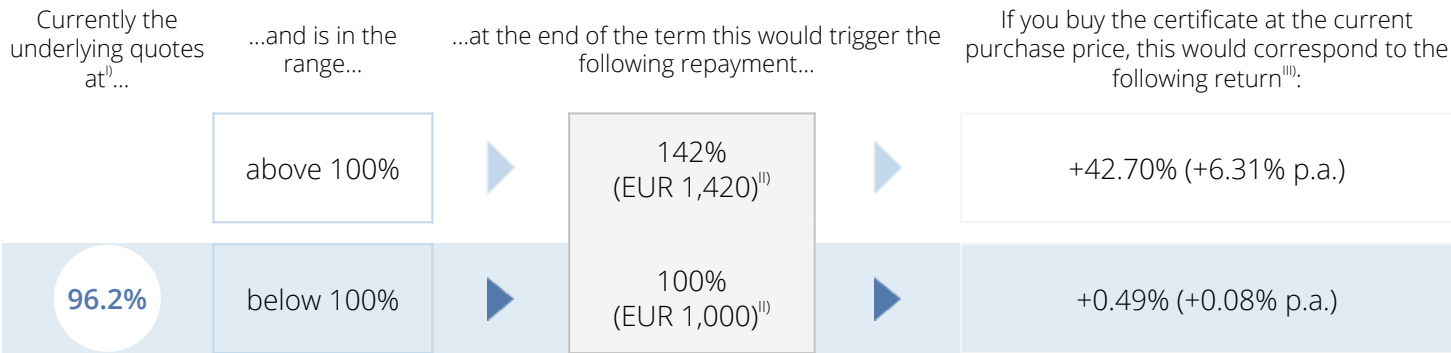 Currently the
underlying quotes
atI)...
...and is in the
range...
...at the end of the term this would trigger the
following repayment...
If you buy the certificate at the current
purchase price, this would correspond to the
following returnIII):
above 100%
142%
(EUR 1,420)II)
+42.70% (+6.31% p.a.)
96.2%
below 100%
100%
(EUR 1,000)II)
+0.49% (+0.08% p.a.)